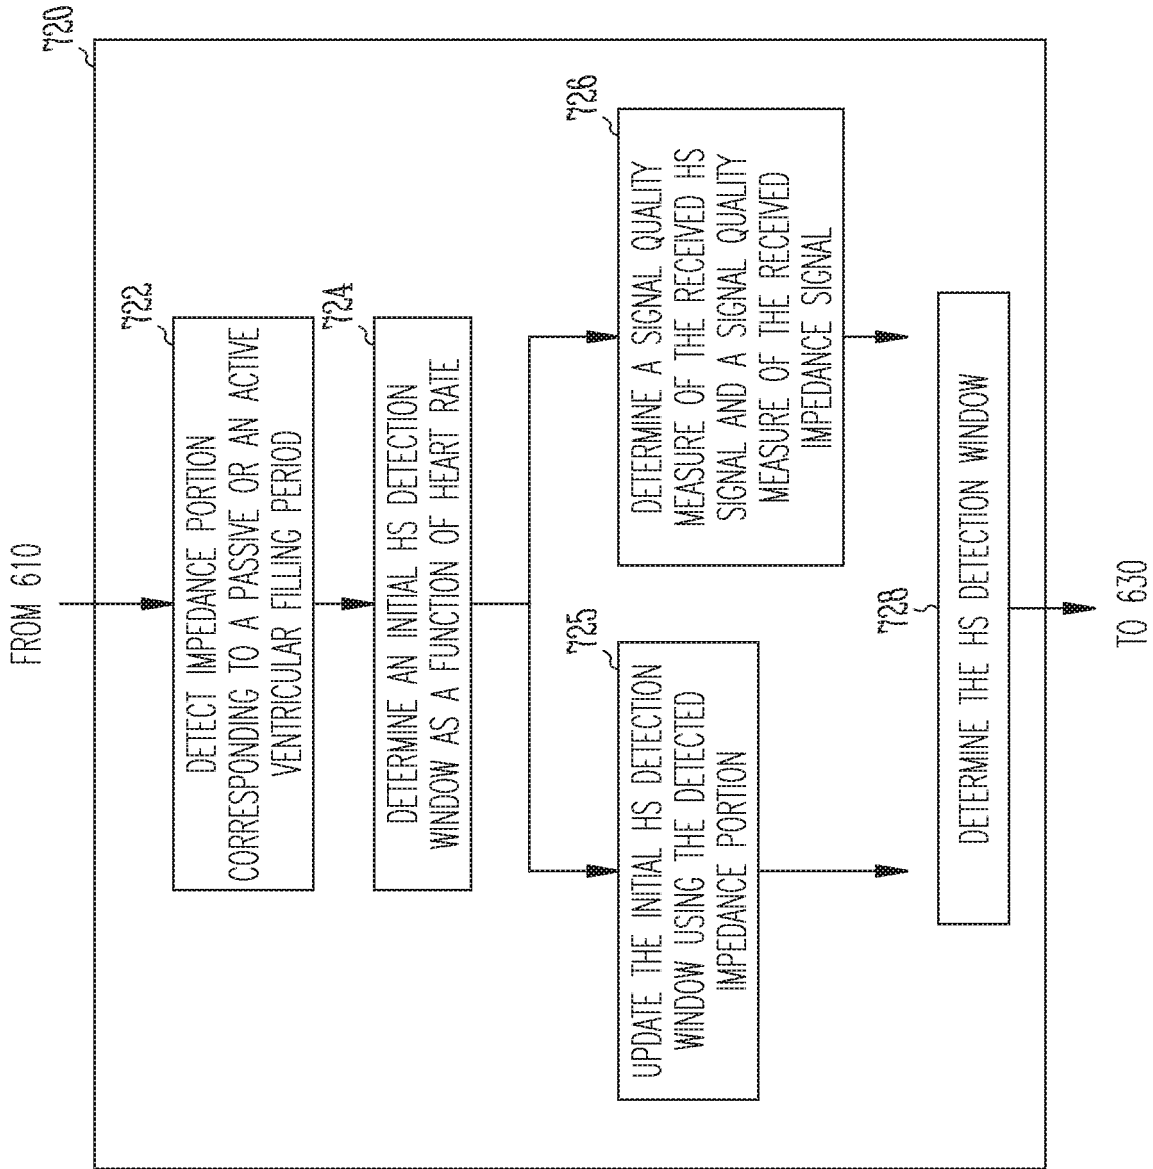 720
FROM 610
722
DETECT IMPEDANCE PORTION
CORRESPONDING TO A PASSIVE OR AN ACTIVE
VENTRICULAR FILLING PERIOD
724
DETERMINE AN INITIAL HS DETECTION
WINDOW AS A FUNCTION OF HEART RATE
725
UPDATE THE INITIAL HS DETECTION
WINDOW USING THE DETECTED
IMPEDANCE PORTION
726
DETERMINE A SIGNAL QUALITY
MEASURE OF THE RECEIVED HS
SIGNAL AND A SIGNAL QUALITY
MEASURE OF THE RECEIVED
IMPEDANCE SIGNAL
728
DETERMINE THE HS DETECTION WINDOW
TO 630